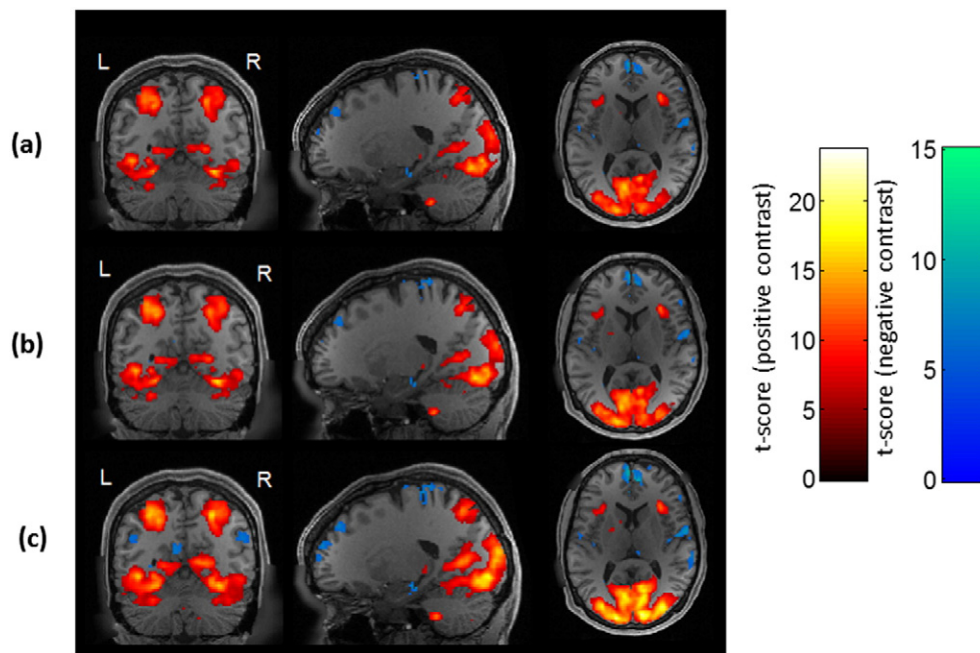 L R
(a)
L R
(b)
L R
(c)
t-score (positive contrast)
20
15
10
5
0
t-score (negative contrast)
15
10
5
0